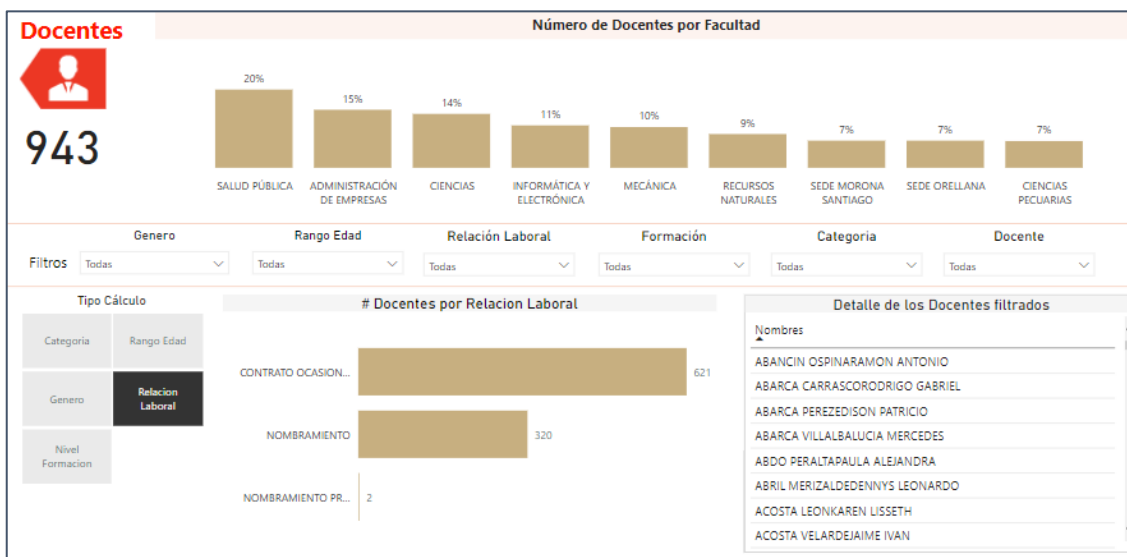 Docentes
943
Número de Docentes por Facultad
20%
15%
14%
11%
10%
9%
7%
7%
7%
SALUD PÚBLICA
ADMINISTRACIÓN
DE EMPRESAS
CIENCIAS
INFORMÁTICA Y
ELECTRÓNICA
MECÁNICA
RECURSOS
NATURALES
SEDE MORONA
SANTIAGO
SEDE ORELLANA
CIENCIAS
PECUARIAS
Filtros
Genero
Todas
Rango Edad
Todas
Relación Laboral
Todas
Formación
Todas
Categoria
Todas
Docente
Todas
Tipo Cálculo
Categoria
Rango Edad
Genero
Relacion
Laboral
Nivel
Formacion
# Docentes por Relacion Laboral
CONTRATO OCASION...
621
NOMBRAMIENTO
320
NOMBRAMIENTO PR...
2
Detalle de los Docentes filtrados
Nombres
ABANCIN OSPINARAMON ANTONIO
ABARCA CARRASCORODRIGO GABRIEL
ABARCA PEREZEDISON PATRICIO
ABARCA VILLALBALUCIA MERCEDES
ABDO PERALTAPAULA ALEJANDRA
ABRIL MERIZALDEDENNYS LEONARDO
ACOSTA LEONKAREN LISSETH
ACOSTA VELARDEJAIME IVAN